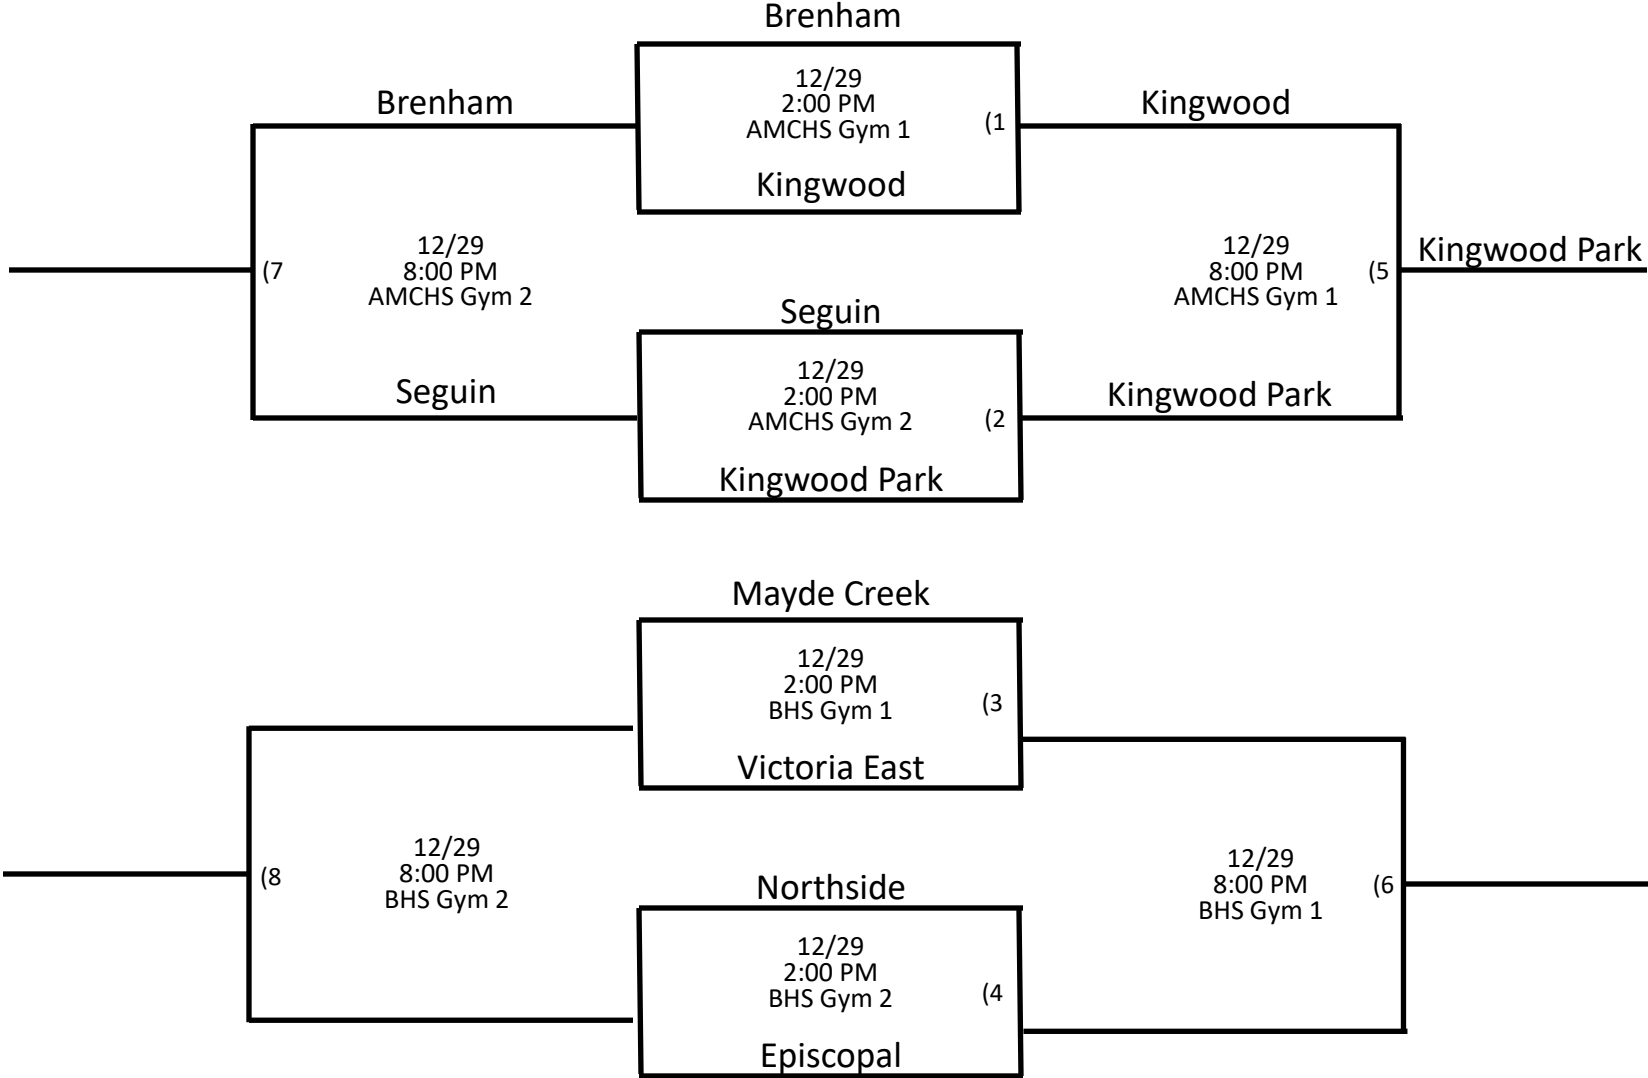 Brenham
12/29
2:00 PM
AMCHS Gym 1
(1
Kingwood
Brenham
Kingwood
12/29
8:00 PM
AMCHS Gym 2
(7
12/29
8:00 PM
AMCHS Gym 1
(5
Kingwood Park
Seguin
12/29
2:00 PM
AMCHS Gym 2
(2
Kingwood Park
Seguin
Kingwood Park
Mayde Creek
12/29
2:00 PM
BHS Gym 1
(3
Victoria East
12/29
8:00 PM
BHS Gym 2
(8
12/29
8:00 PM
BHS Gym 1
(6
Northside
12/29
2:00 PM
BHS Gym 2
(4
Episcopal